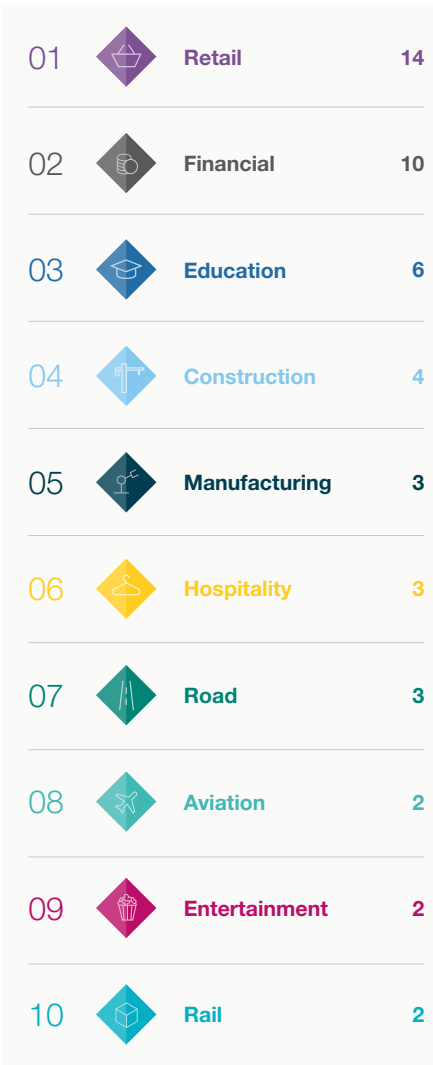 01 Retail 14
02 Financial 10
03 Education 6
04 Construction 4
05 Manufacturing 3
06 Hospitality 3
07 Road 3
08 Aviation 2
09 Entertainment 2
10 Rail 2